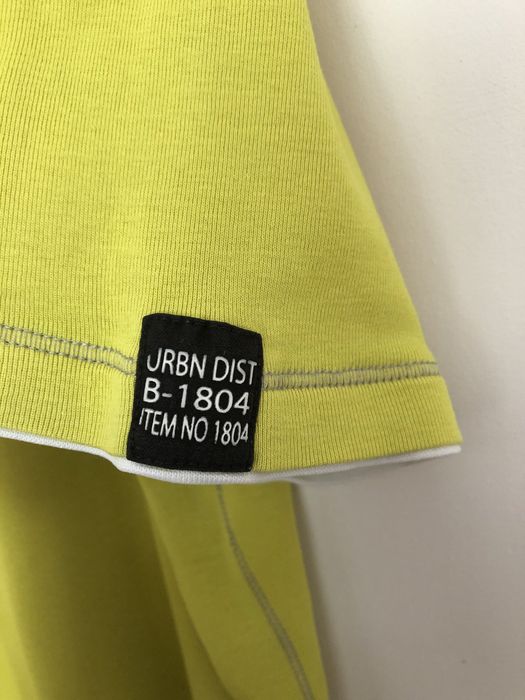 URBN DIST
B-1804
ITEM NO 1804